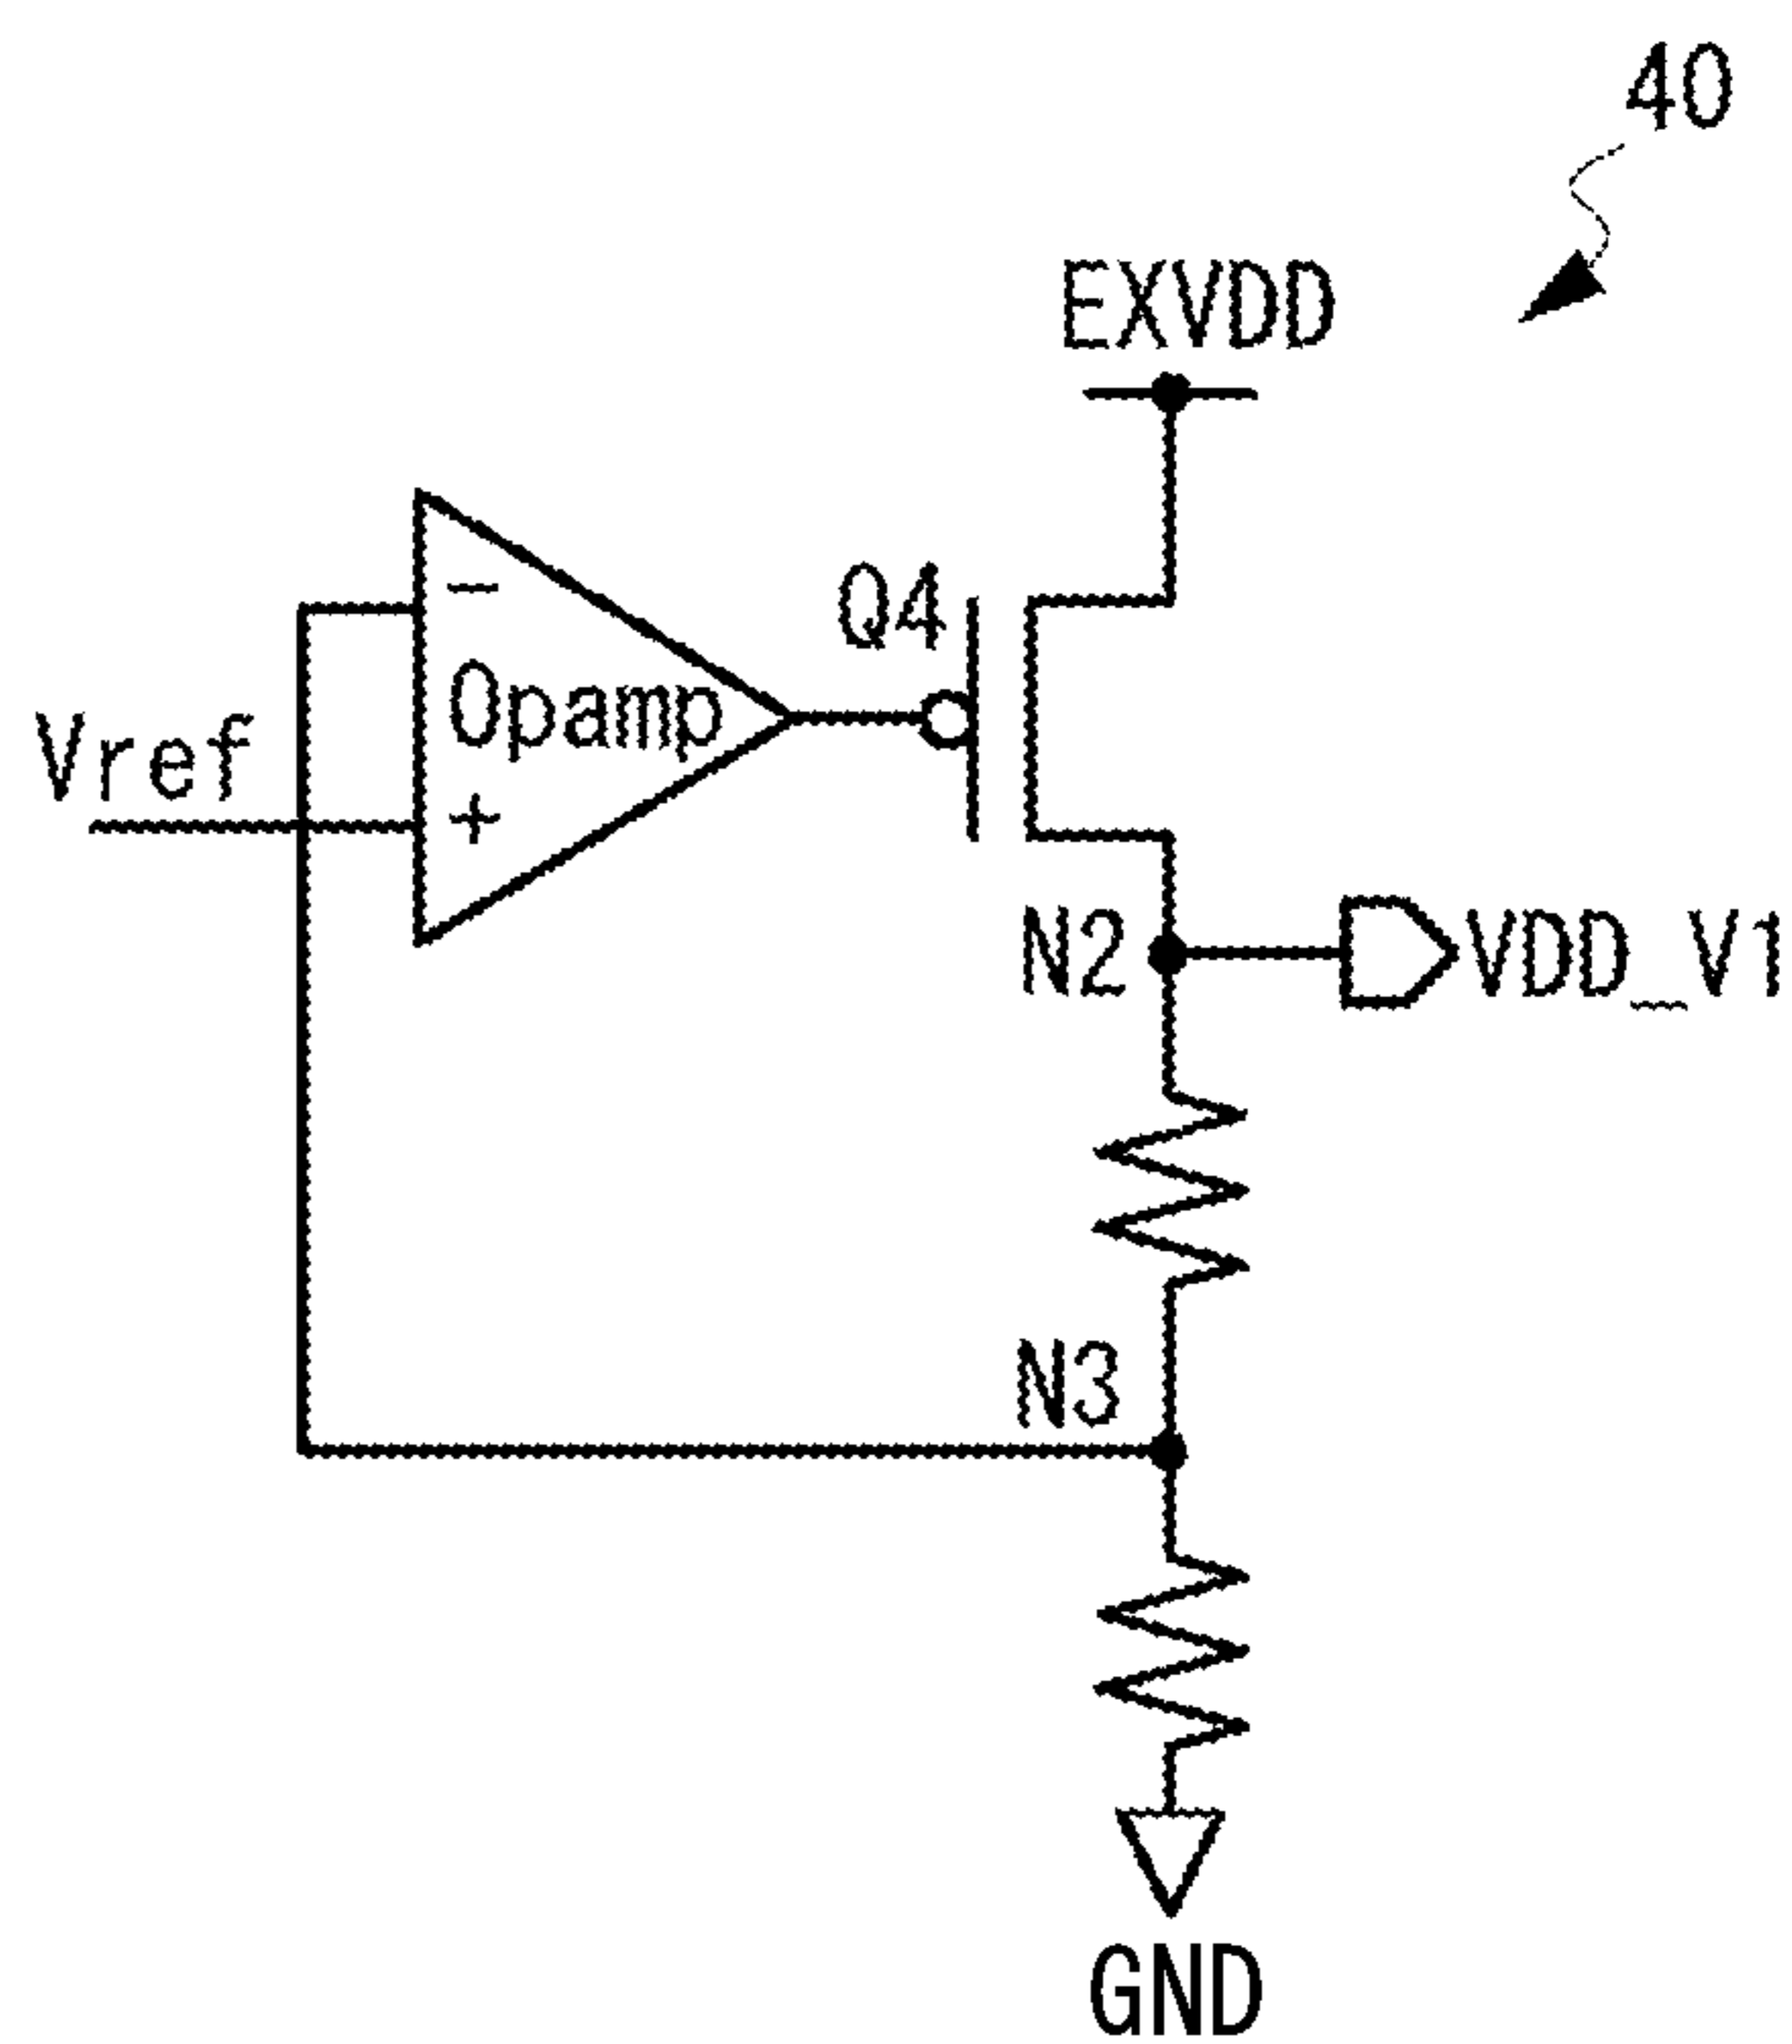 40
EXVDD
Q4
-
Opamp
Vref
+
N2
VDD_V1
N3
GND